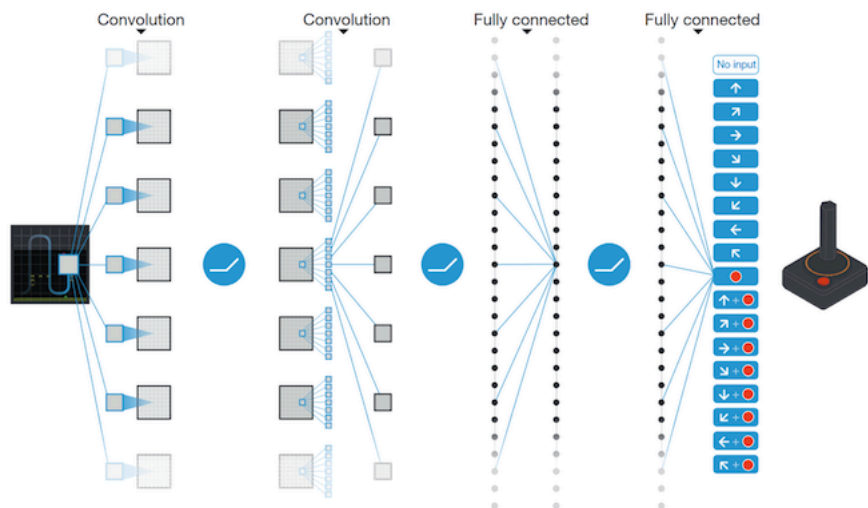 Convolution
Convolution
Fully connected
Fully connected
No input
+
+
+
+
+
+
+
+